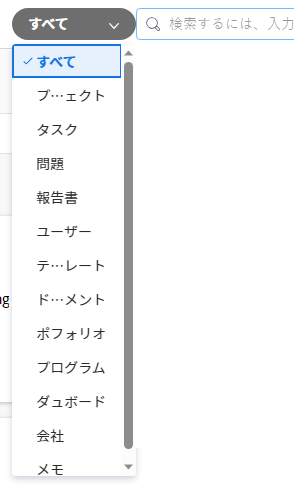 すべて
検索するには、入力
すべて
プ…ェクト
タスク
問題
報告書
ユーザー
テ…レート
ド…メント
ポフォリオ
プログラム
ダュボード
会社
メモ